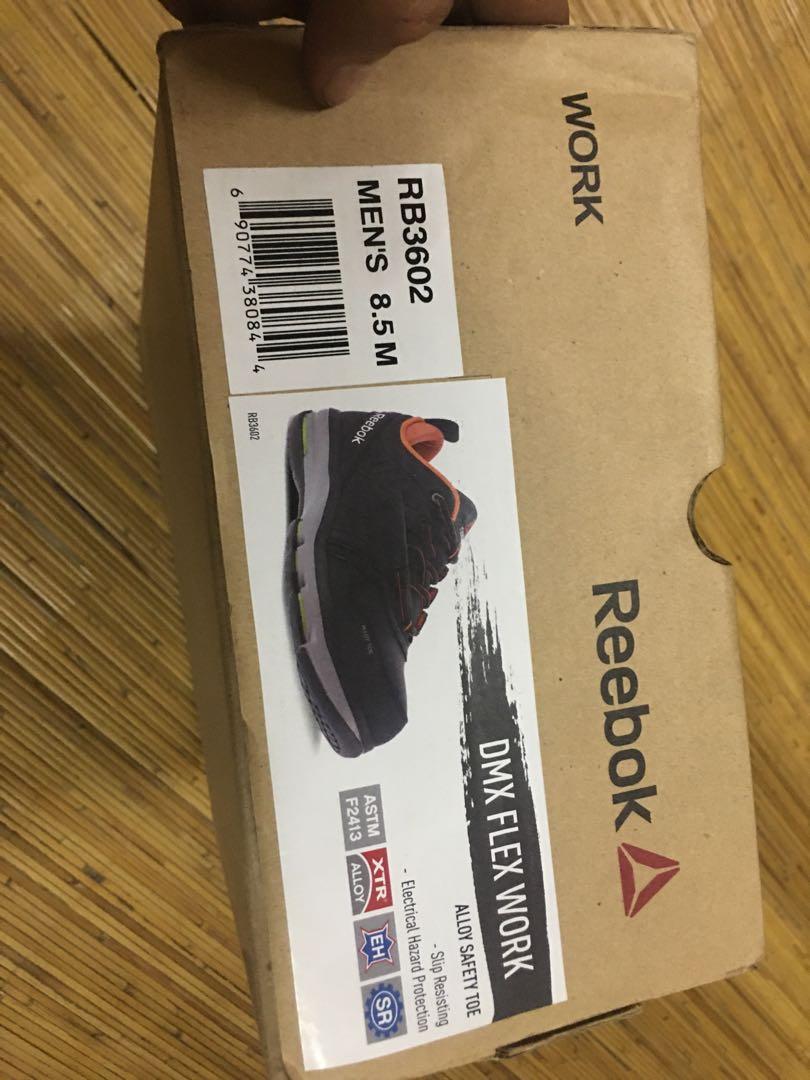 WORK
Reebok
RB3602
MEN'S 8.5 M
6 90774 38084 4
RB3602
Reebok
DMX FLEX WORK
ALLOY SAFETY TOE
- Slip Resisting
- Electrical Hazard Protection
ASTM
F2413
XTR
ALLOY
EH
SR